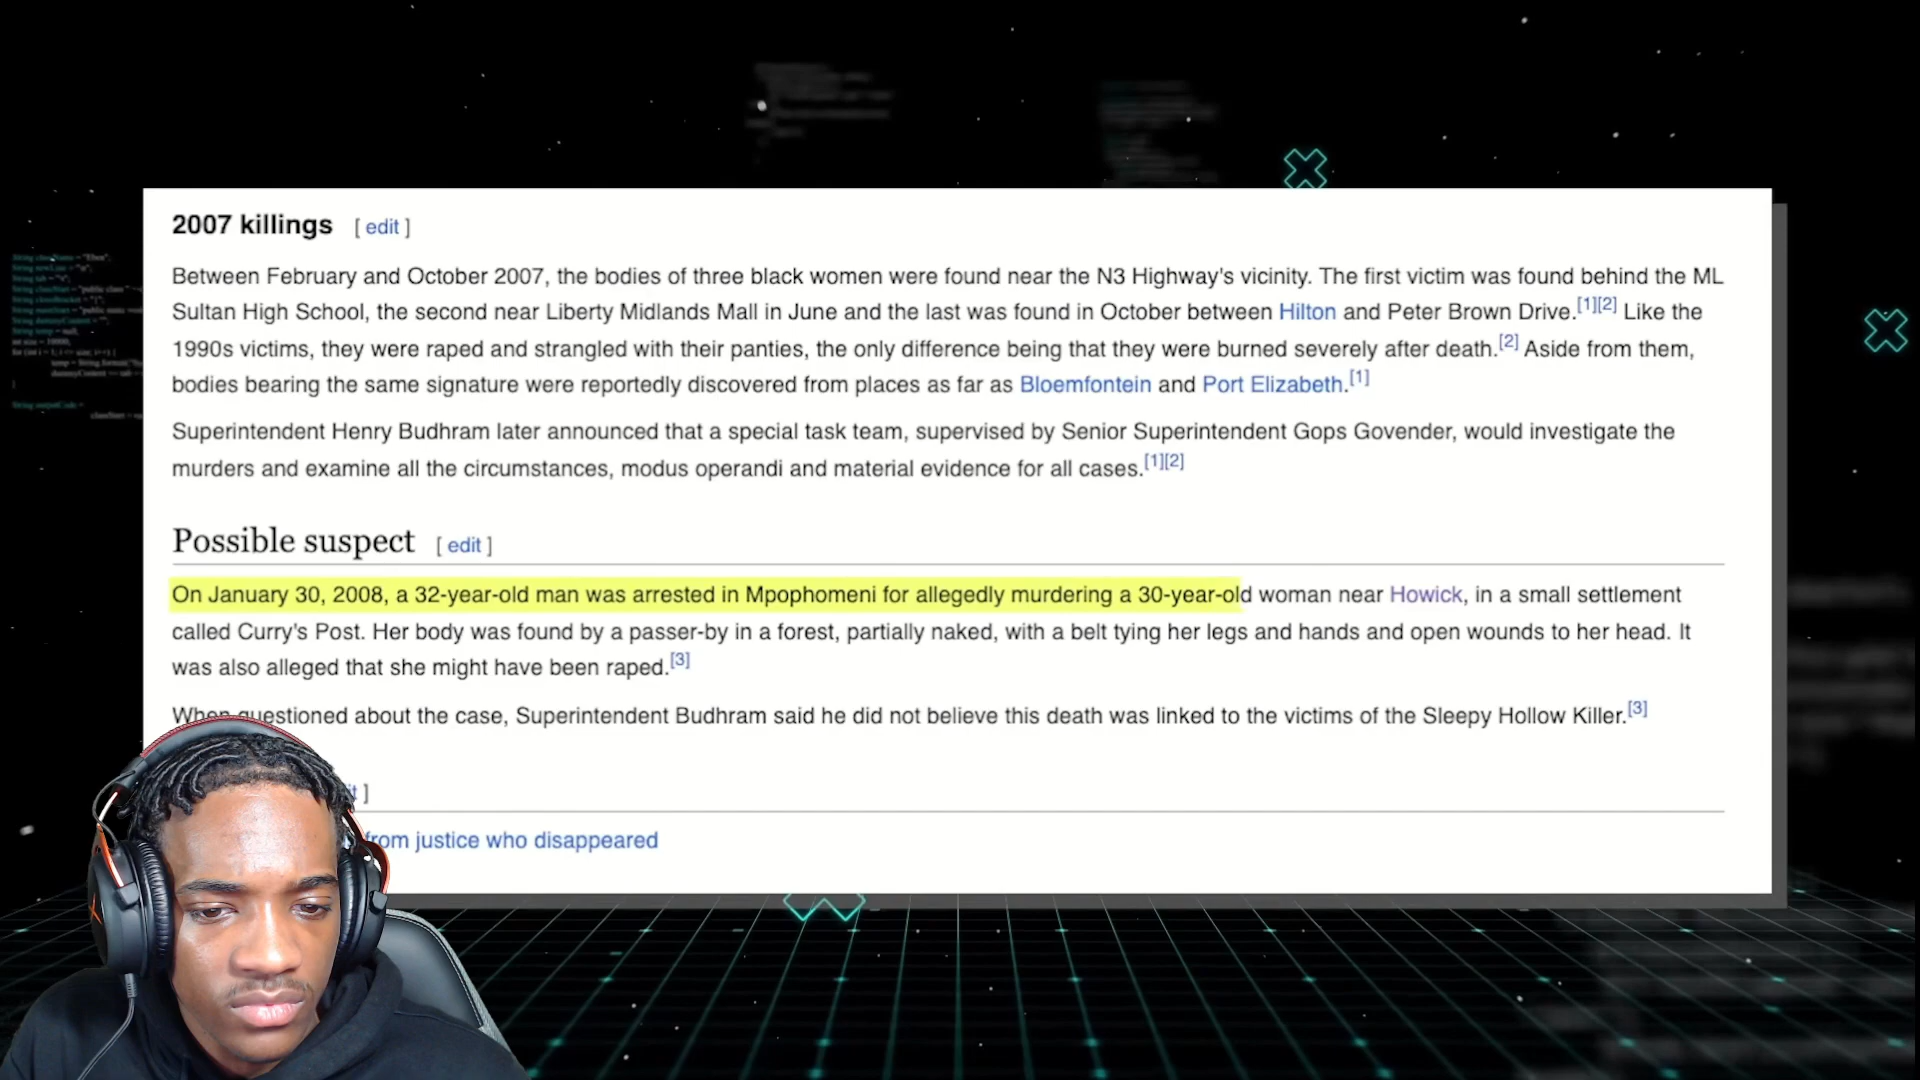 2007 killings [ edit ]
Between February and October 2007, the bodies of three black women were found near the N3 Highway's vicinity. The first victim was found behind the ML
Sultan High School, the second near Liberty Midlands Mall in June and the last was found in October between Hilton and Peter Brown Drive.[1][2] Like the
1990s victims, they were raped and strangled with their panties, the only difference being that they were burned severely after death.[2] Aside from them,
bodies bearing the same signature were reportedly discovered from places as far as Bloemfontein and Port Elizabeth.[1]
Superintendent Henry Budhram later announced that a special task team, supervised by Senior Superintendent Gops Govender, would investigate the
murders and examine all the circumstances, modus operandi and material evidence for all cases.[1][2]
Possible suspect [ edit ]
On January 30, 2008, a 32-year-old man was arrested in Mpophomeni for allegedly murdering a 30-year-old woman near Howick, in a small settlement
called Curry's Post. Her body was found by a passer-by in a forest, partially naked, with a belt tying her legs and hands and open wounds to her head. It
was also alleged that she might have been raped.[3]
When questioned about the case, Superintendent Budhram said he did not believe this death was linked to the victims of the Sleepy Hollow Killer.[3]
from justice who disappeared